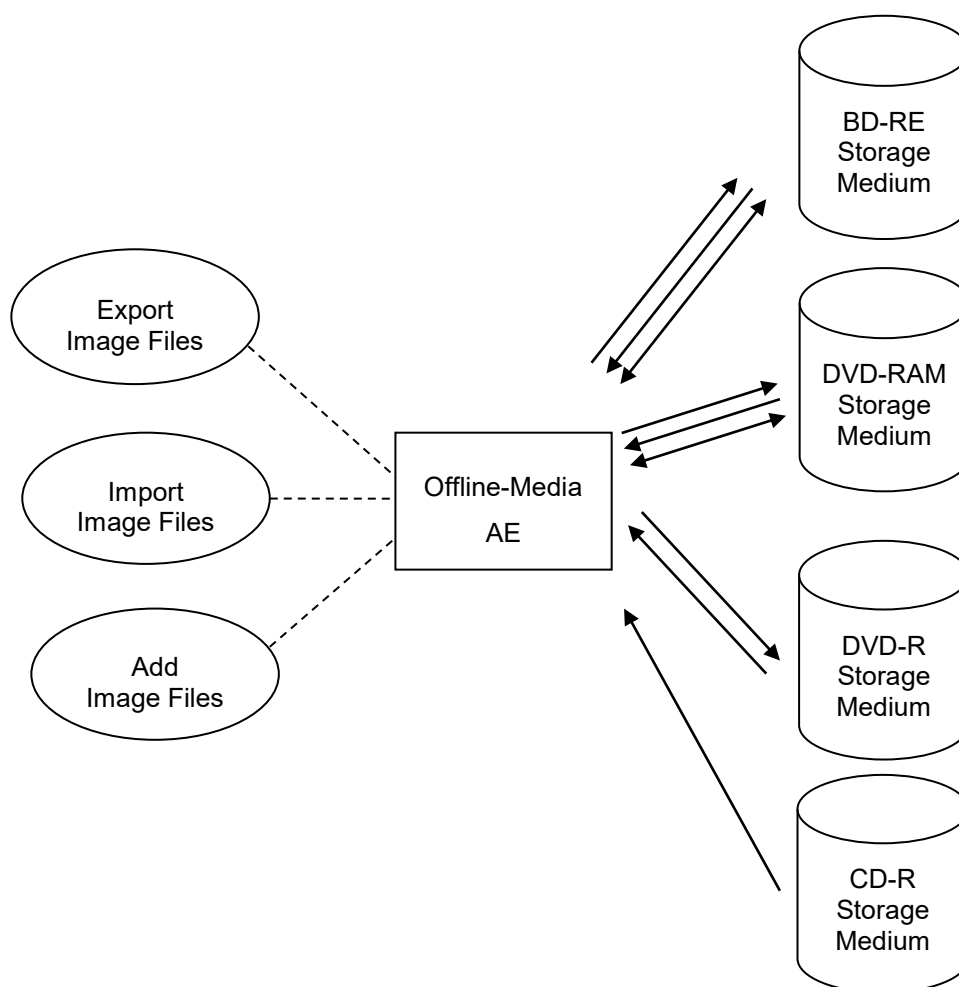 BD-RE
Storage
Medium
Export
Image Files
DVD-RAM
Storage
Medium
Import
Image Files
Offline-Media
AE
Add
Image Files
DVD-R
Storage
Medium
CD-R
Storage
Medium